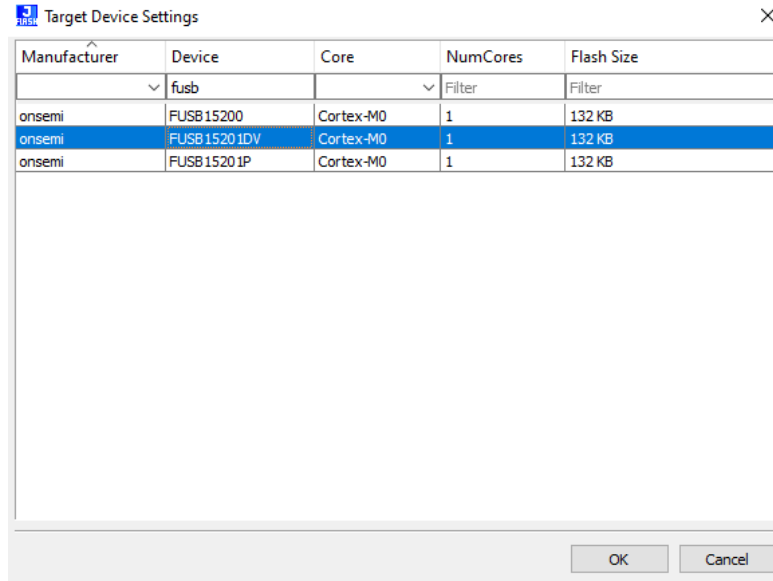 J FLASH Target Device Settings
Manufacturer Device Core NumCores Flash Size
fusb Filter Filter
onsemi FUSB15200 Cortex-M0 1 132 KB
onsemi FUSB15201DV Cortex-M0 1 132 KB
onsemi FUSB15201P Cortex-M0 1 132 KB
OK Cancel